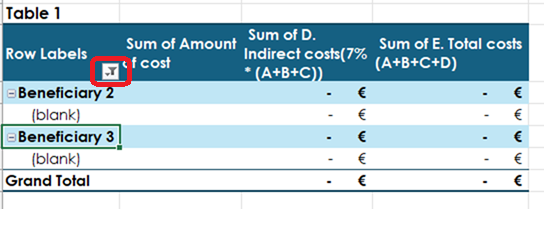 Table 1
Row Labels
Sum of Amount
of cost
Sum of D.
Indirect costs(7%
* (A+B+C))
Sum of E. Total costs
(A+B+C+D)
Beneficiary 2 - € - €
(blank) - € - €
Beneficiary 3 - € - €
(blank) - € - €
Grand Total - € - €